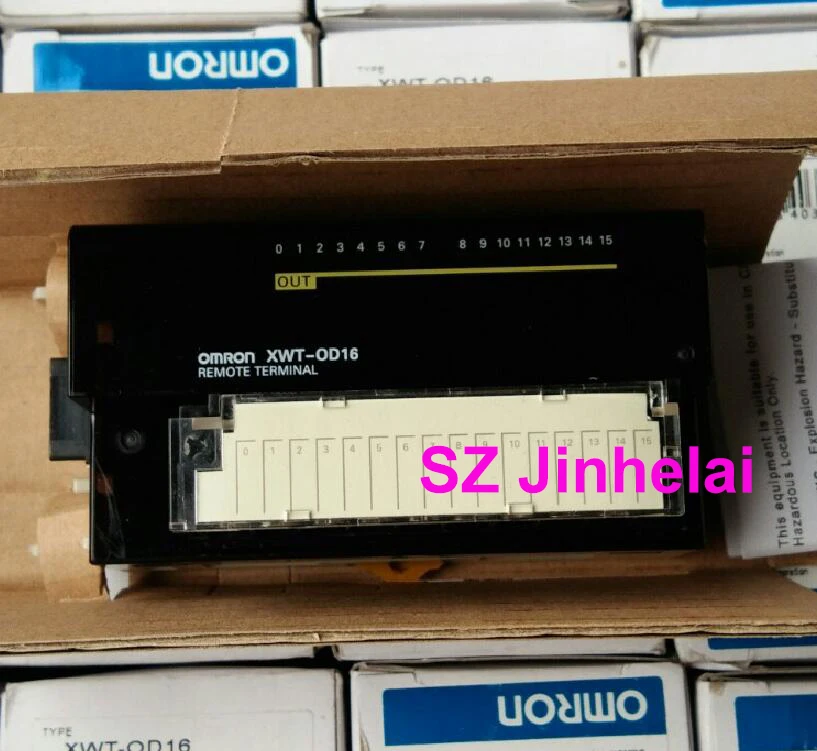 OMRON
TYPE
XWT-OD16
0 1 2 3 4 5 6 7 8 9 10 11 12 13 14 15
OUT
omron XWT-OD16
REMOTE TERMINAL
0 1 2 3 4 5 6 7 8 9 10 11 12 13 14 15
SZ Jinhelai
403
This equipment is suitable for use in C
Hazardous Location Only.
Explosion Hazard - Substitu
TYPE
XWT-OD16
OMRON